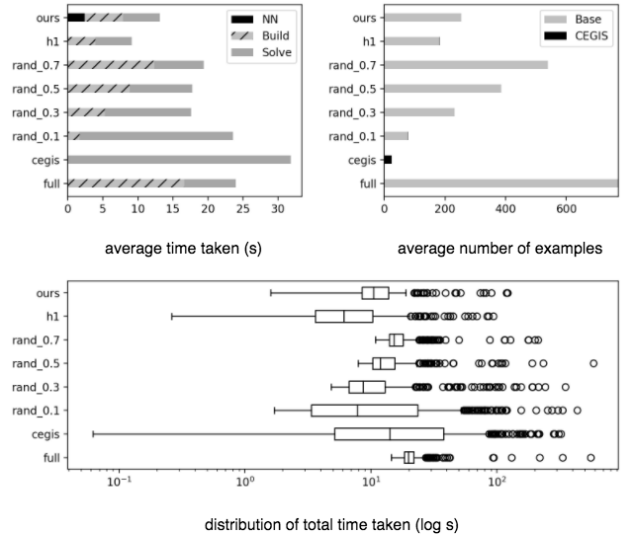 ours
h1
rand_0.7
rand_0.5
rand_0.3
rand_0.1
cegis
full
NN
Build
Solve
0 5 10 15 20 25 30
average time taken (s)
ours
h1
rand_0.7
rand_0.5
rand_0.3
rand_0.1
cegis
full
Base
CEGIS
0 200 400 600
average number of examples
ours
h1
rand_0.7
rand_0.5
rand_0.3
rand_0.1
cegis
full
10⁻¹ 10⁰ 10¹ 10²
distribution of total time taken (log s)